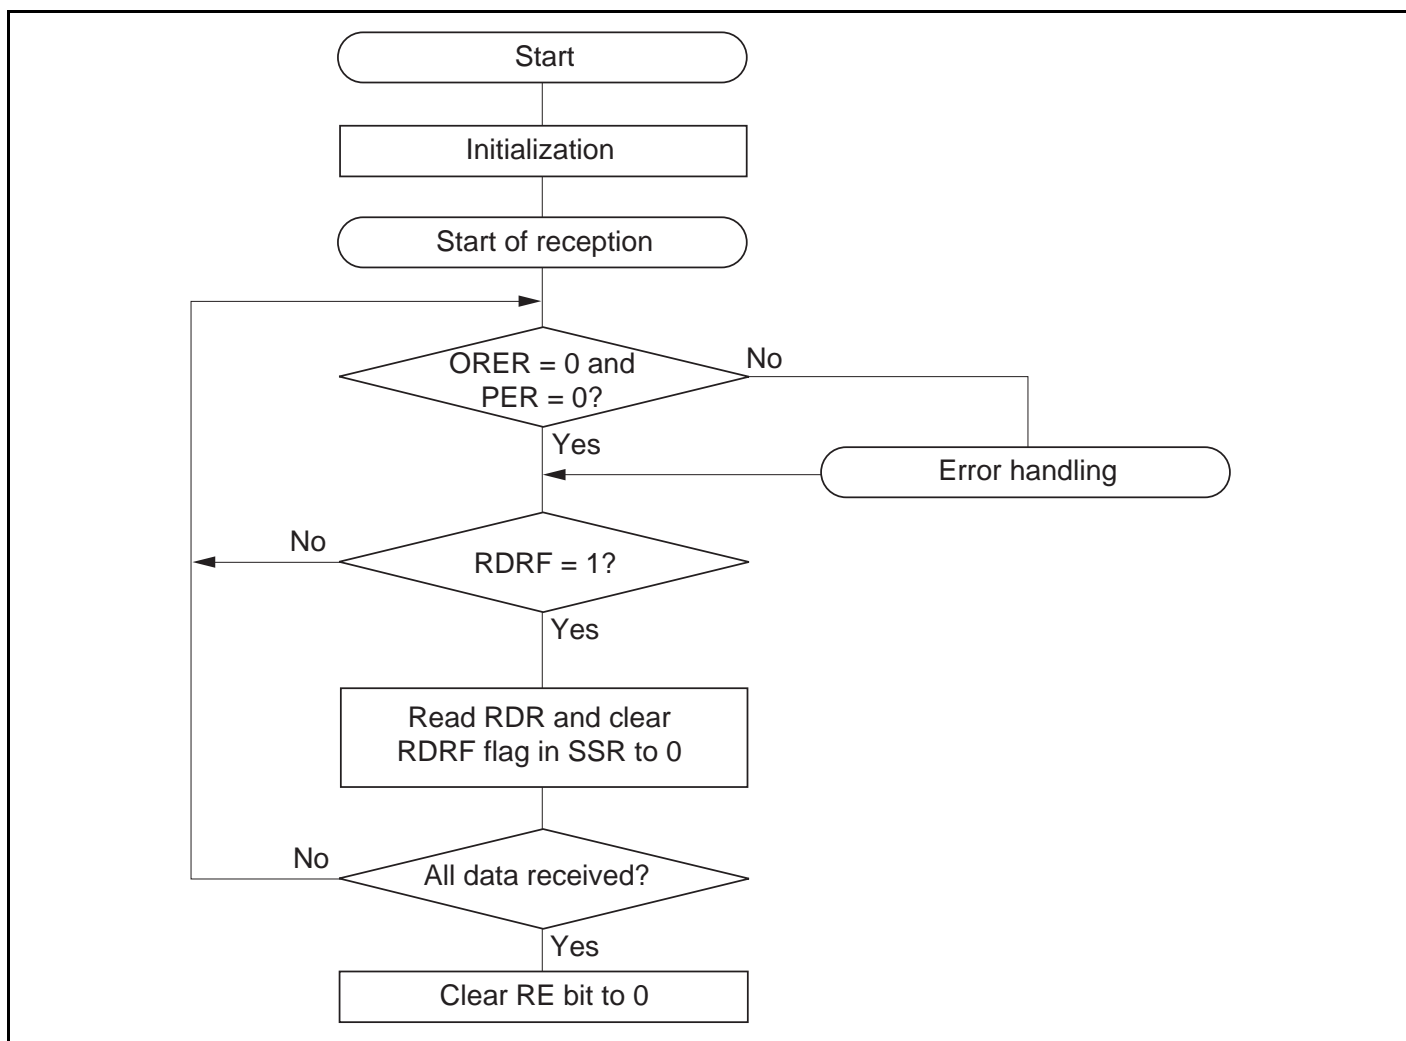 Start
Initialization
Start of reception
ORER = 0 and
PER = 0?
No
Yes
Error handling
No
RDRF = 1?
Yes
Read RDR and clear
RDRF flag in SSR to 0
No
All data received?
Yes
Clear RE bit to 0